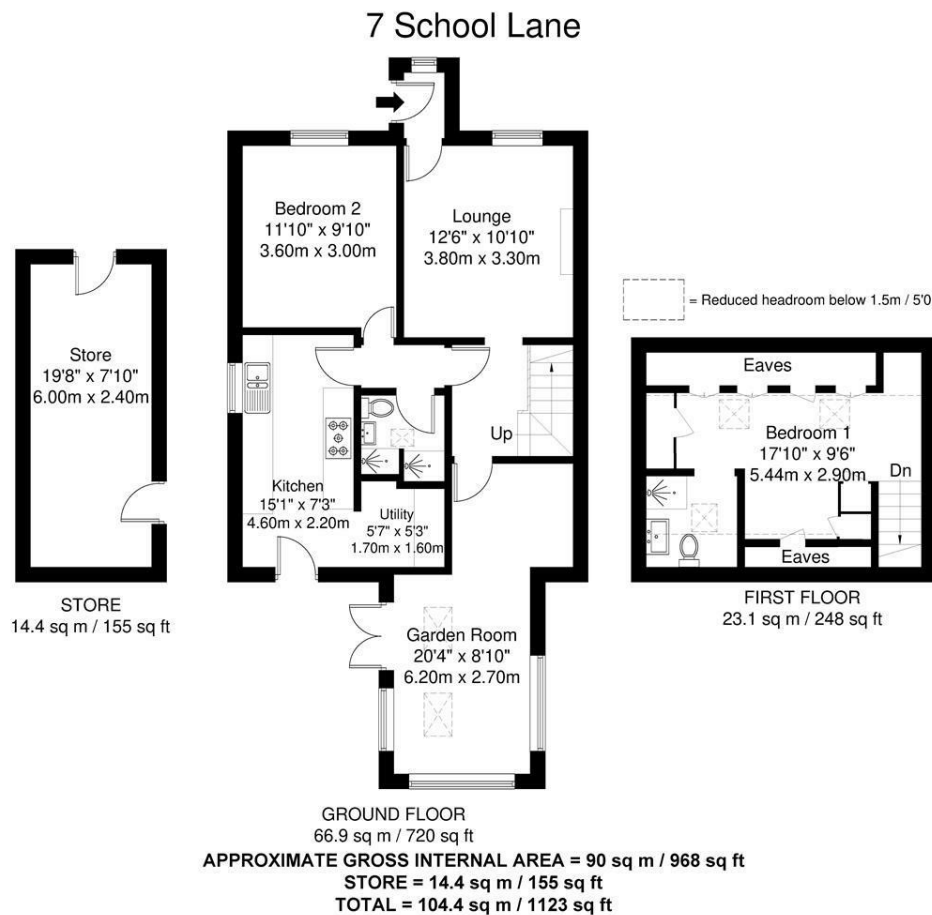 7 School Lane
Bedroom 2
11'10" x 9'10"
3.60m x 3.00m
Lounge
12'6" x 10'10"
3.80m x 3.30m
Store
19'8" x 7'10"
6.00m x 2.40m
= Reduced headroom below 1.5m / 5'0
Eaves
Bedroom 1
17'10" x 9'6"
5.44m x 2.90m
Dn
Eaves
Up
Kitchen
15'1" x 7'3"
4.60m x 2.20m
Utility
5'7" x 5'3"
1.70m x 1.60m
Garden Room
20'4" x 8'10"
6.20m x 2.70m
STORE
14.4 sq m / 155 sq ft
FIRST FLOOR
23.1 sq m / 248 sq ft
GROUND FLOOR
66.9 sq m / 720 sq ft
APPROXIMATE GROSS INTERNAL AREA = 90 sq m / 968 sq ft
STORE = 14.4 sq m / 155 sq ft
TOTAL = 104.4 sq m / 1123 sq ft